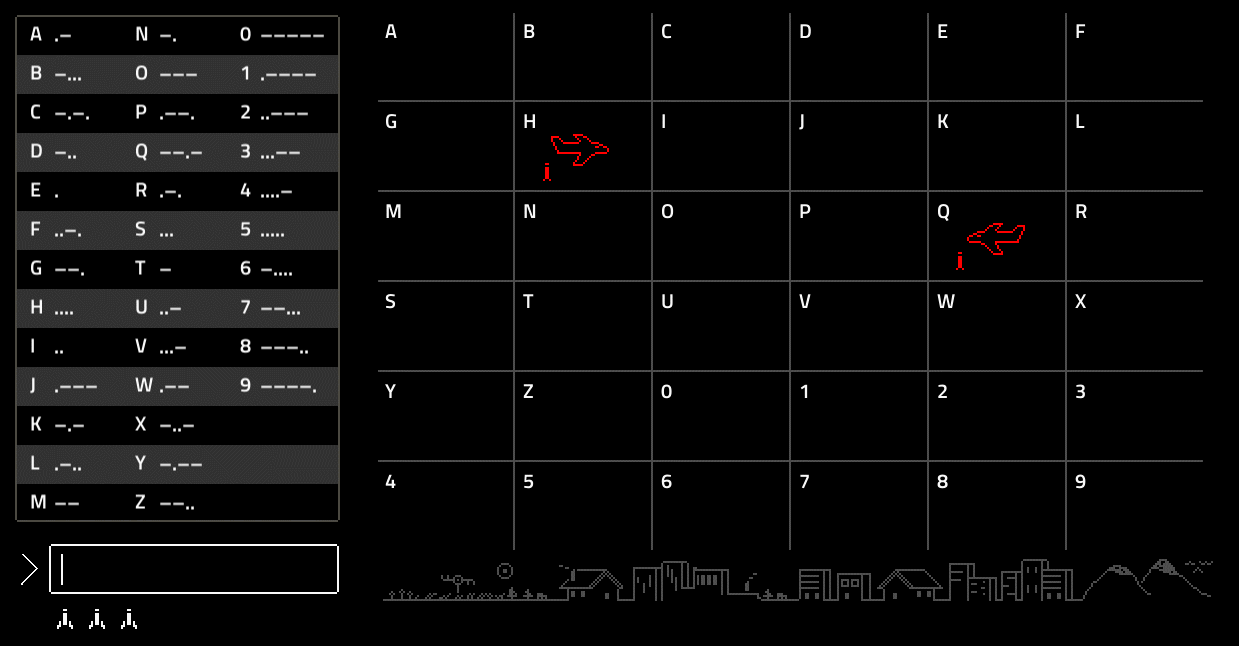 A .- N -. 0 -----
B -... O --- 1 .----
C -.-. P .--. 2 ..---
D -.. Q --.- 3 ...--
E . R .-. 4 ....-
F ..-. S ... 5 .....
G --. T - 6 -....
H .... U ..- 7 --...
I .. V ...- 8 ---..
J .--- W .-- 9 ----.
K -.- X -..-
L .-.. Y -.--
M -- Z --..
A B C D E F
G H I J K L
M N O P Q R
S T U V W X
Y Z 0 1 2 3
4 5 6 7 8 9